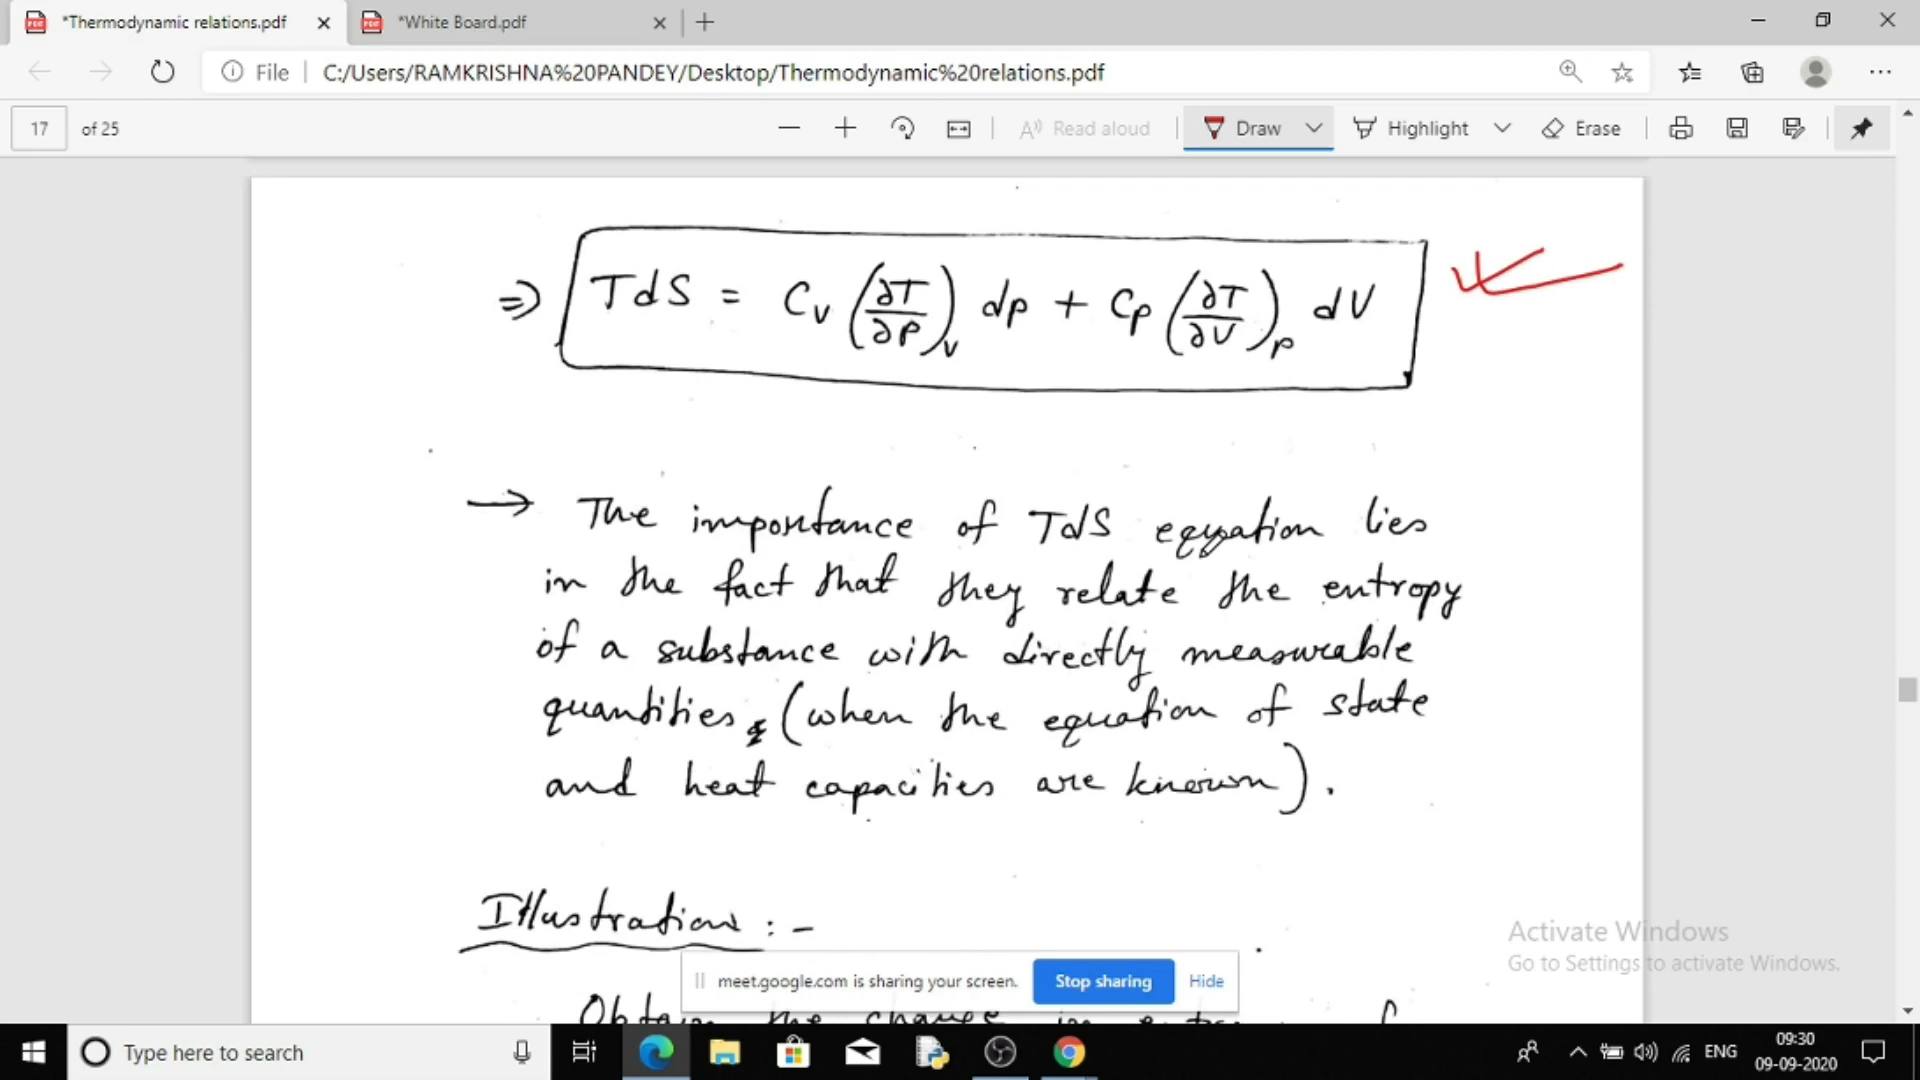 *Thermodynamic relations.pdf
*White Board.pdf
File
C:/Users/RAMKRISHNA%20PANDEY/Desktop/Thermodynamic%20relations.pdf
17 of 25
Read aloud
Draw
Highlight
Erase
⇒ TdS = Cv (∂T/∂P)v dp + Cp (∂T/∂V)p dV
→ The importance of TdS equation lies
in the fact that they relate the entropy
of a substance with directly measurable
quantities, (when the equation of state
and heat capacities are known).
Illustration :-
Obtain the change in
meet.google.com is sharing your screen.
Stop sharing
Hide
Activate Windows
Go to Settings to activate Windows.
Type here to search
ENG
09:30
09-09-2020